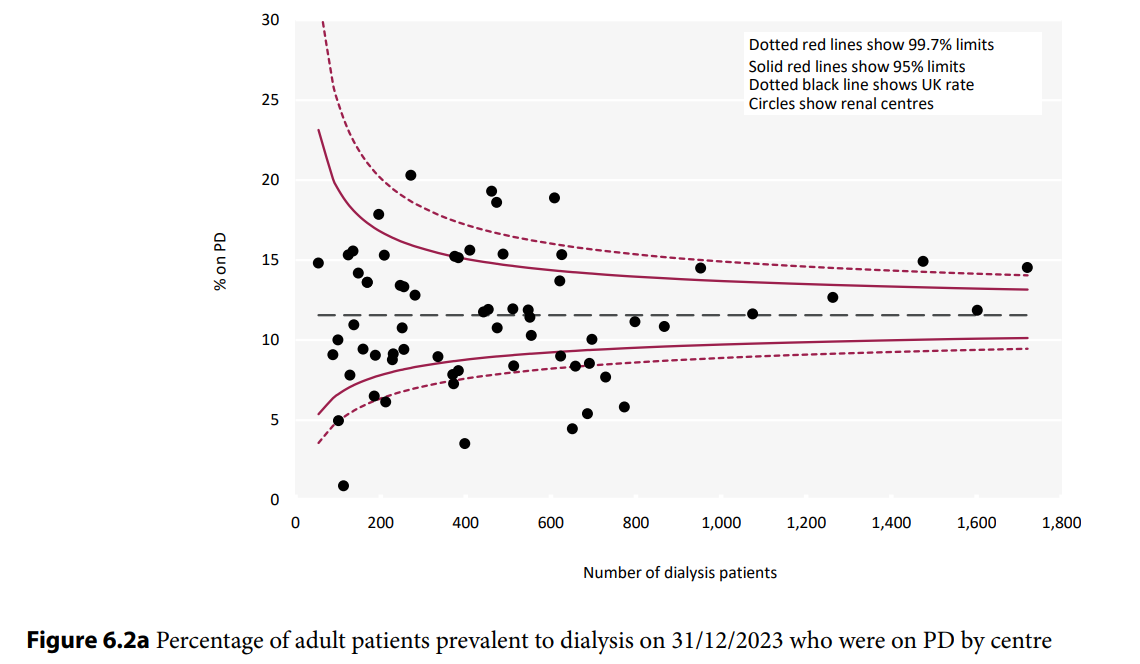 30
Dotted red lines show 99.7% limits
Solid red lines show 95% limits
Dotted black line shows UK rate
Circles show renal centres
25
20
15
10
5
0
% on PD
0 200 400 600 800 1,000 1,200 1,400 1,600 1,800
Number of dialysis patients
Figure 6.2a Percentage of adult patients prevalent to dialysis on 31/12/2023 who were on PD by centre